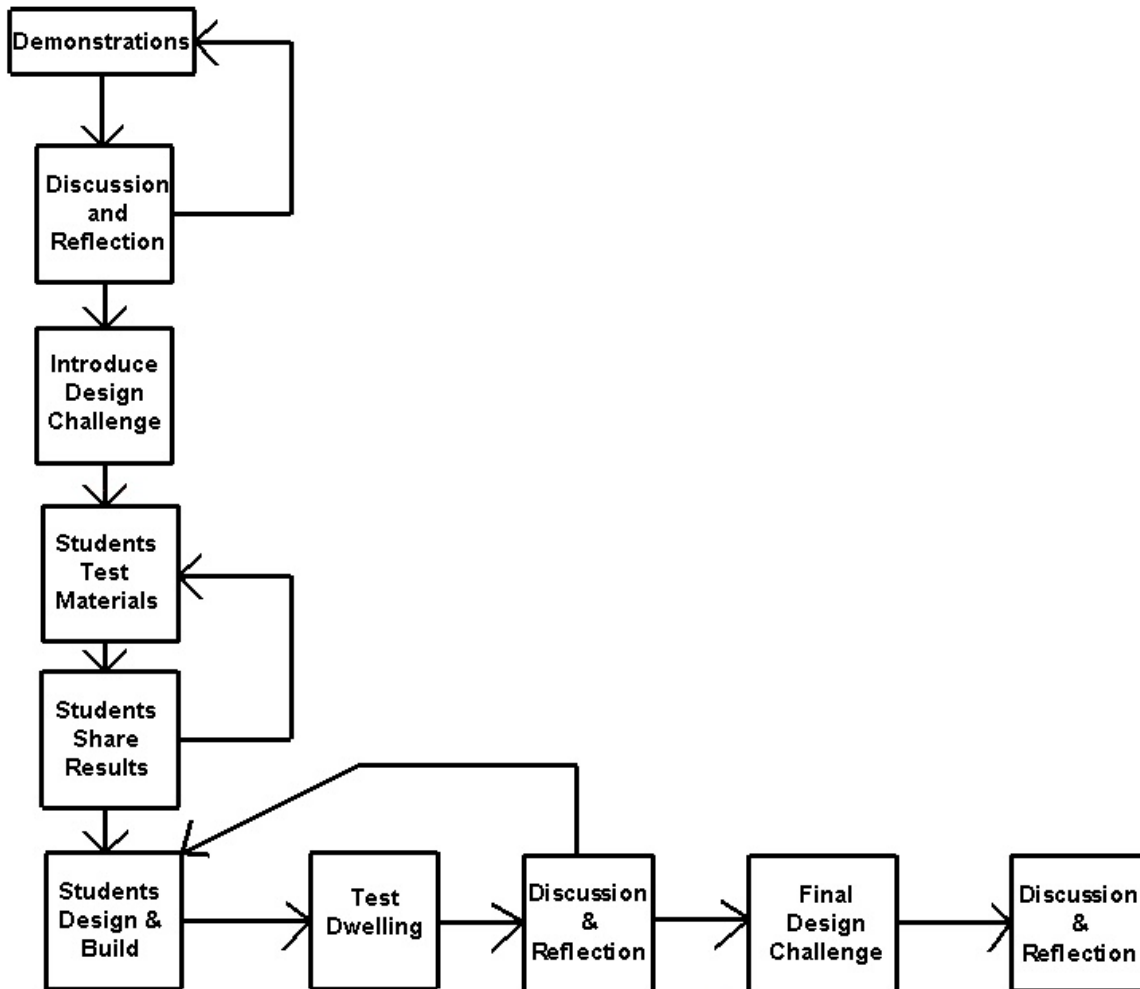 Demonstrations
Discussion
and
Reflection
Introduce
Design
Challenge
Students
Test
Materials
Students
Share
Results
Students
Design &
Build
Test
Dwelling
Discussion
&
Reflection
Final
Design
Challenge
Discussion
&
Reflection